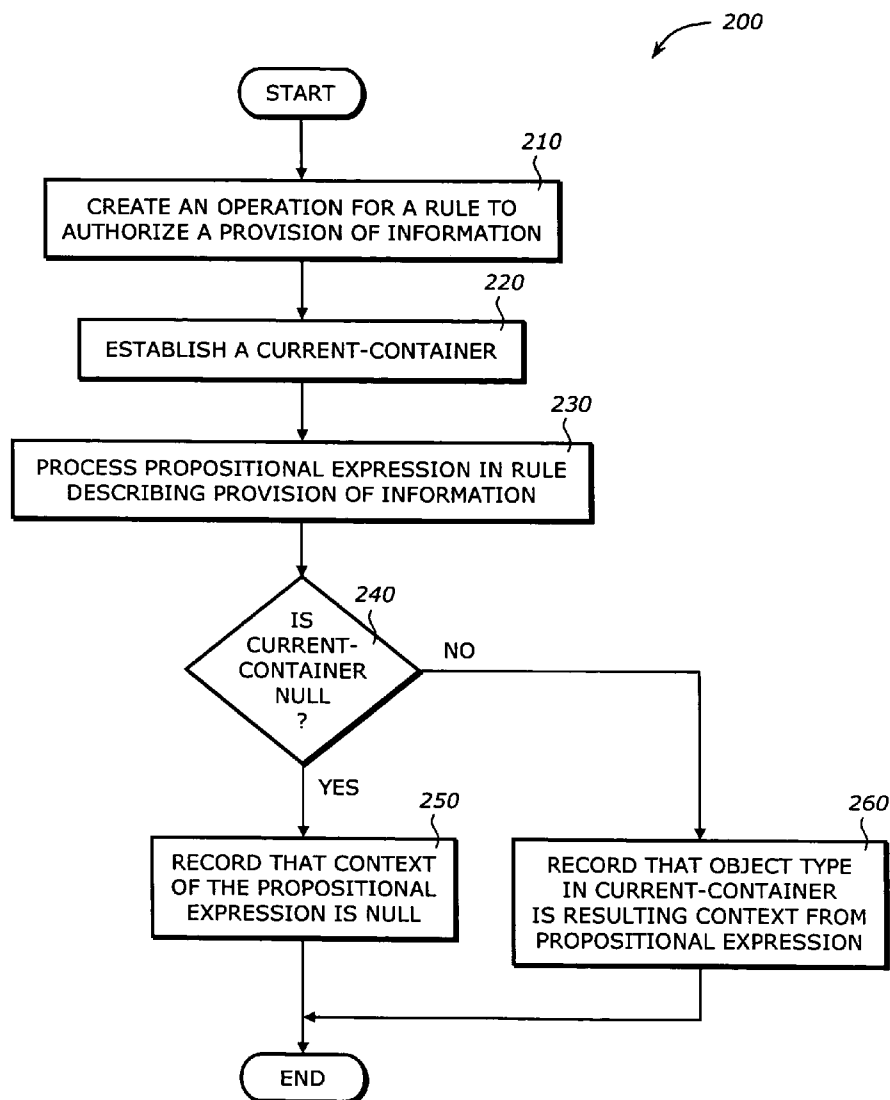 200
START
210
CREATE AN OPERATION FOR A RULE TO
AUTHORIZE A PROVISION OF INFORMATION
220
ESTABLISH A CURRENT-CONTAINER
230
PROCESS PROPOSITIONAL EXPRESSION IN RULE
DESCRIBING PROVISION OF INFORMATION
240
IS
CURRENT-
CONTAINER
NULL
?
NO
YES
250
RECORD THAT CONTEXT
OF THE PROPOSITIONAL
EXPRESSION IS NULL
260
RECORD THAT OBJECT TYPE
IN CURRENT-CONTAINER
IS RESULTING CONTEXT FROM
PROPOSITIONAL EXPRESSION
END